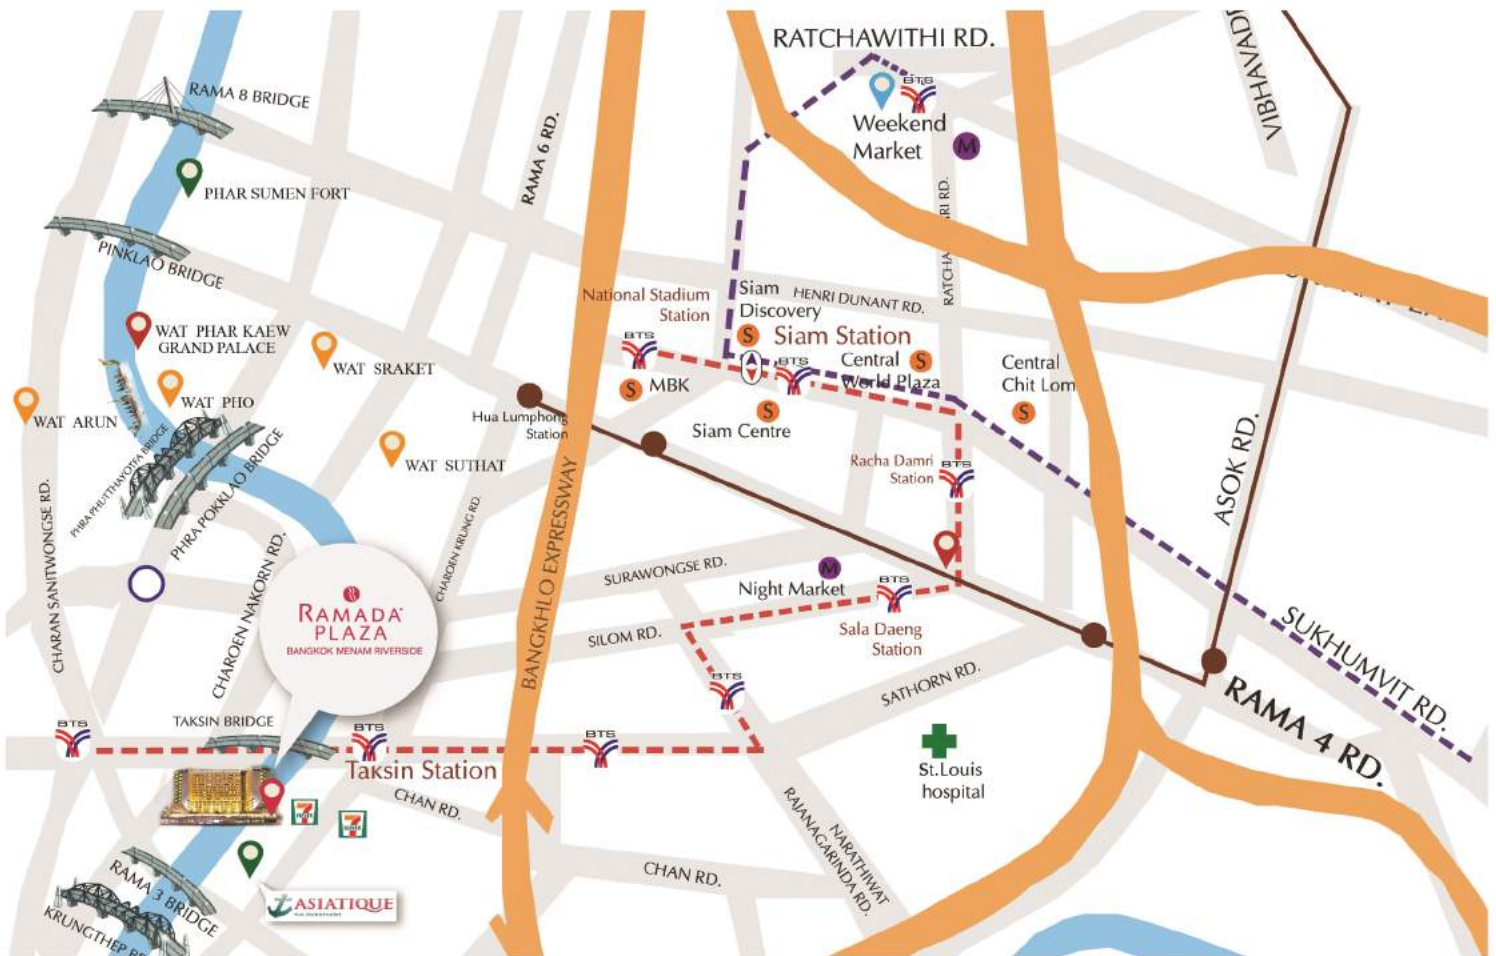 RATCHAWITHI RD.
VIBHAVAD
RAMA 8 BRIDGE
BTS
Weekend
Market
M
RAMA 6 RD.
PHAR SUMEN FORT
PINKLAO BRIDGE
National Stadium
Station
Siam
Discovery
HENRI DUNANT RD.
WAT PHAR KAEW
GRAND PALACE
BTS
S
Siam Station
WAT SRAKET
BTS
Central
World Plaza
S
Central
Chit Lom
S
MBK
S
S
Siam Centre
WAT PHO
WAT ARUN
Hua Lumphong
Station
WAT SUTHAT
PHRA PHUTTHAYOTFA BRIDGE
PHRA POKKLAO BRIDGE
Racha Damri
Station
BTS
ASOK RD.
CHARAN SANITWONGSE RD.
CHAROEN NAKORN RD.
CHAROEN KRUNG RD.
BANGKHLO EXPRESSWAY
SURAWONGSE RD.
M
Night Market
BTS
RAMADA
PLAZA
BANGKOK MENAM RIVERSIDE
SILOM RD.
Sala Daeng
Station
SATHORN RD.
SUKHUMVIT RD.
RAMA 4 RD.
BTS
BTS
TAKSIN BRIDGE
BTS
BTS
Taksin Station
St.Louis
hospital
CHAN RD.
RAJANAGARINDA RD.
NARATHIWAT
CHAN RD.
RAMA 3 BRIDGE
ASIATIQUE